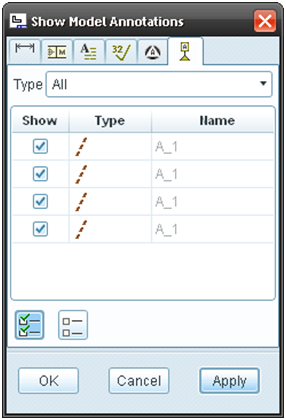 Show Model Annotations
Type All
Show Type Name
A_1
A_1
A_1
A_1
OK Cancel Apply